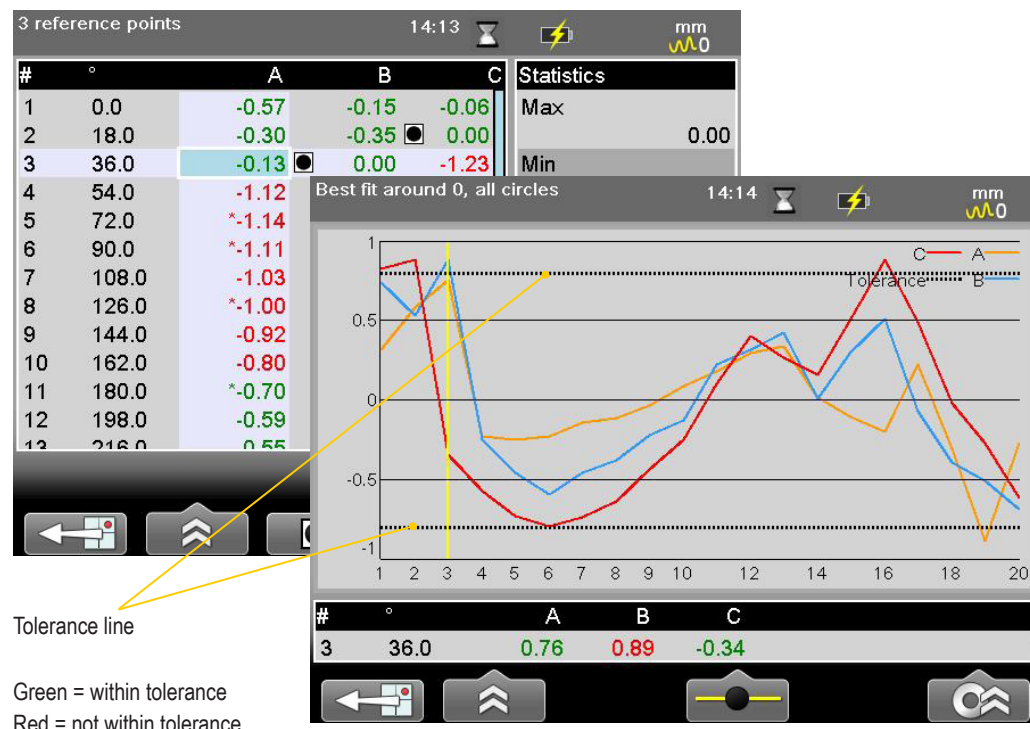 3 reference points 14:13 mm
0
# ° A B C Statistics
1 0.0 -0.57 -0.15 -0.06 Max
2 18.0 -0.30 -0.35 0.00 0.00
3 36.0 -0.13 0.00 -1.23 Min
4 54.0 -1.12
5 72.0 *-1.14
6 90.0 *-1.11
7 108.0 -1.03
8 126.0 *-1.00
9 144.0 -0.92
10 162.0 -0.80
11 180.0 *-0.70
12 198.0 -0.59
13 216.0 0.55
Best fit around 0, all circles 14:14 mm
0
1
C A
Tolerance B
0.5
0
-0.5
-1
1 2 3 4 5 6 7 8 9 10 12 14 16 18 20
# ° A B C
3 36.0 0.76 0.89 -0.34
Tolerance line
Green = within tolerance
Red = not within tolerance